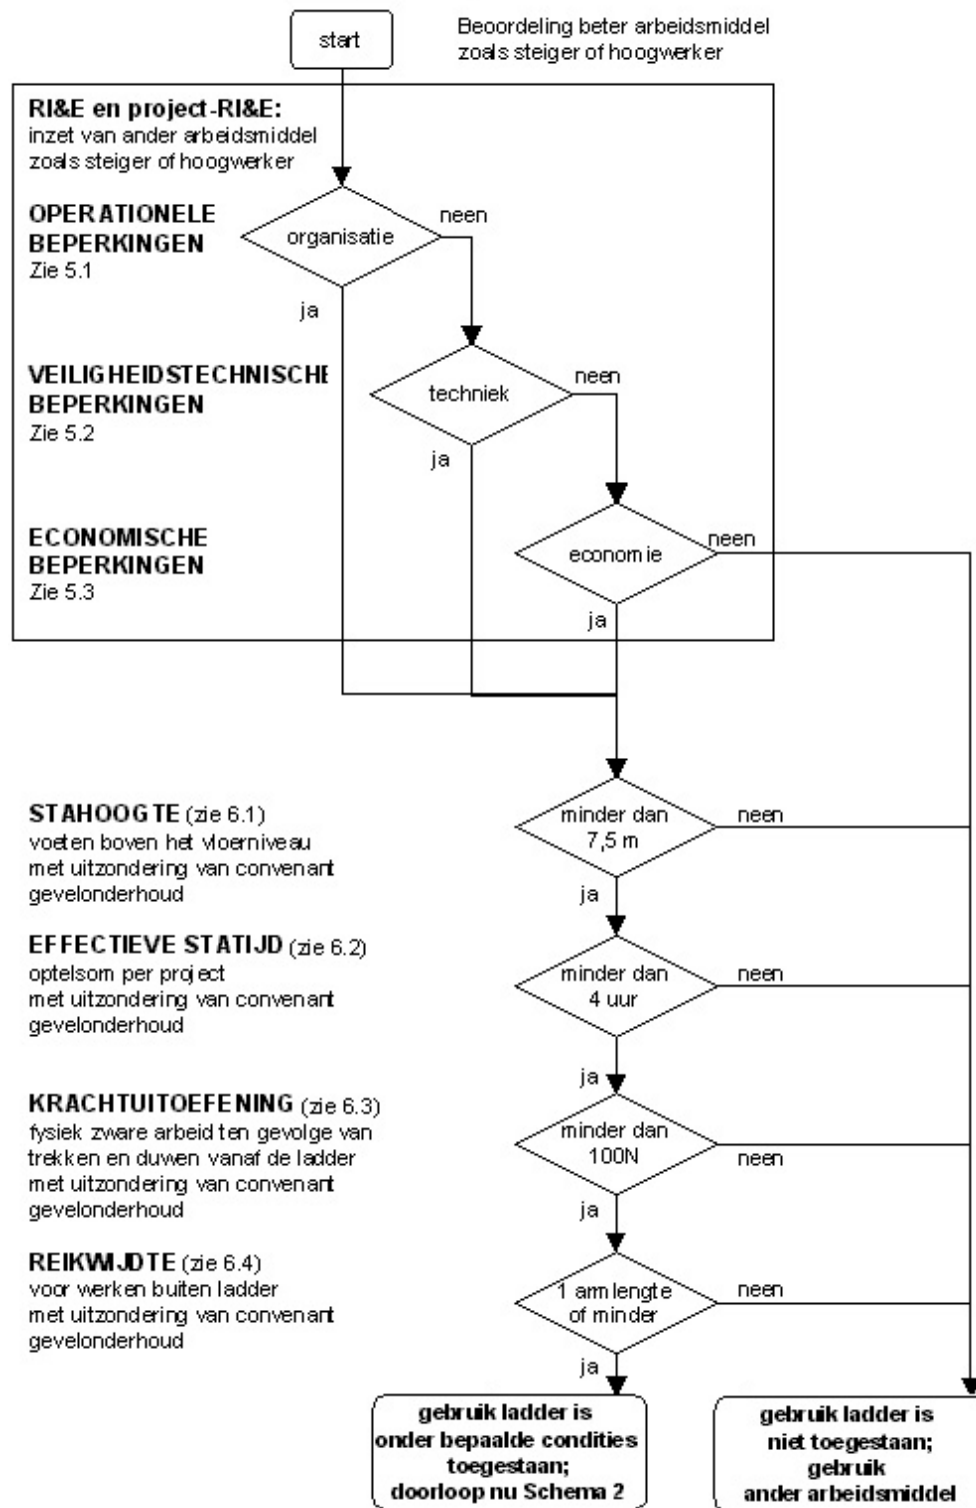 start
Beoordeling beter arbeidsmiddel
zoals steiger of hoogwerker
RI&E en project-RI&E:
inzet van ander arbeidsmiddel
zoals steiger of hoogwerker
OPERATIONELE
BEPERKINGEN
Zie 5.1
organisatie
neen
ja
VEILIGHEIDSTECHNISCHE
BEPERKINGEN
Zie 5.2
techniek
neen
ja
ECONOMISCHE
BEPERKINGEN
Zie 5.3
economie
neen
ja
STAHOOGTE (zie 6.1)
voeten boven het vloerniveau
met uitzondering van convenant
gevelonderhoud
minder dan
7,5 m
neen
ja
EFFECTIEVE STATIJD (zie 6.2)
optelsom per project
met uitzondering van convenant
gevelonderhoud
minder dan
4 uur
neen
ja
KRACHTUITOEFENING (zie 6.3)
fysiek zware arbeid ten gevolge van
trekken en duwen vanaf de ladder
met uitzondering van convenant
gevelonderhoud
minder dan
100N
neen
ja
REIKWIJDTE (zie 6.4)
voor werken buiten ladder
met uitzondering van convenant
gevelonderhoud
1 armlengte
of minder
neen
ja
gebruik ladder is
onder bepaalde condities
toegestaan;
doorloop nu Schema 2
gebruik ladder is
niet toegestaan;
gebruik
ander arbeidsmiddel